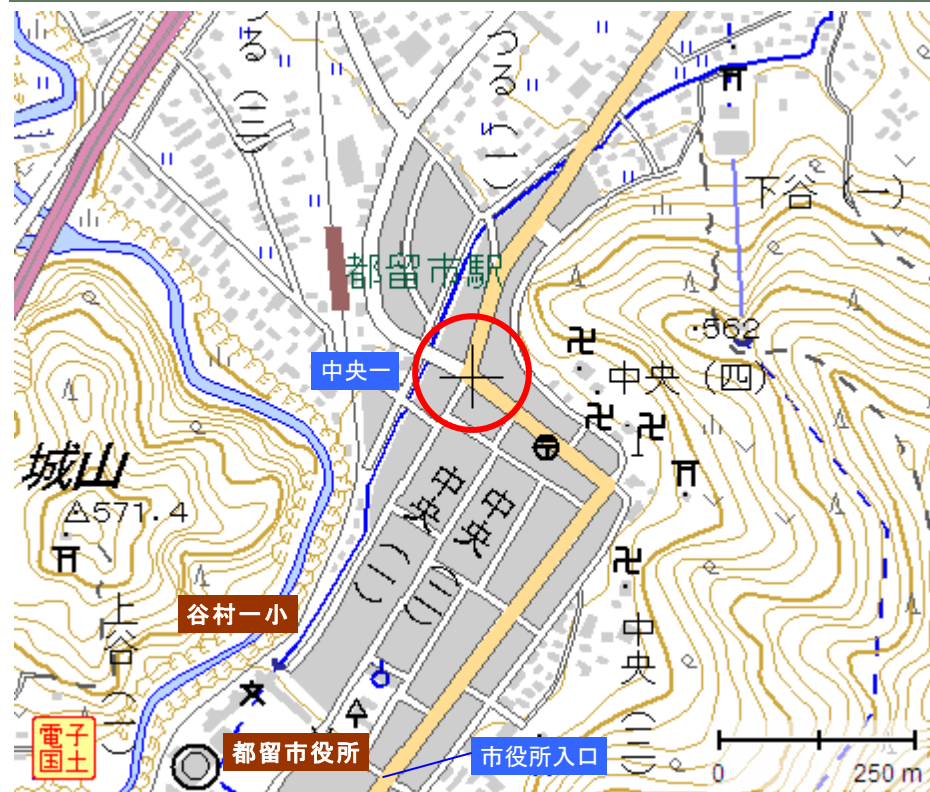 つる（二）
つる（一）
下谷（一）
都留市駅
・562
中央一
中央（四）
城山
571.4
中央（一）
中央（二）
谷村一小
上谷（一）
中央（三）
都留市役所
市役所入口
電子
国土
0
250 m